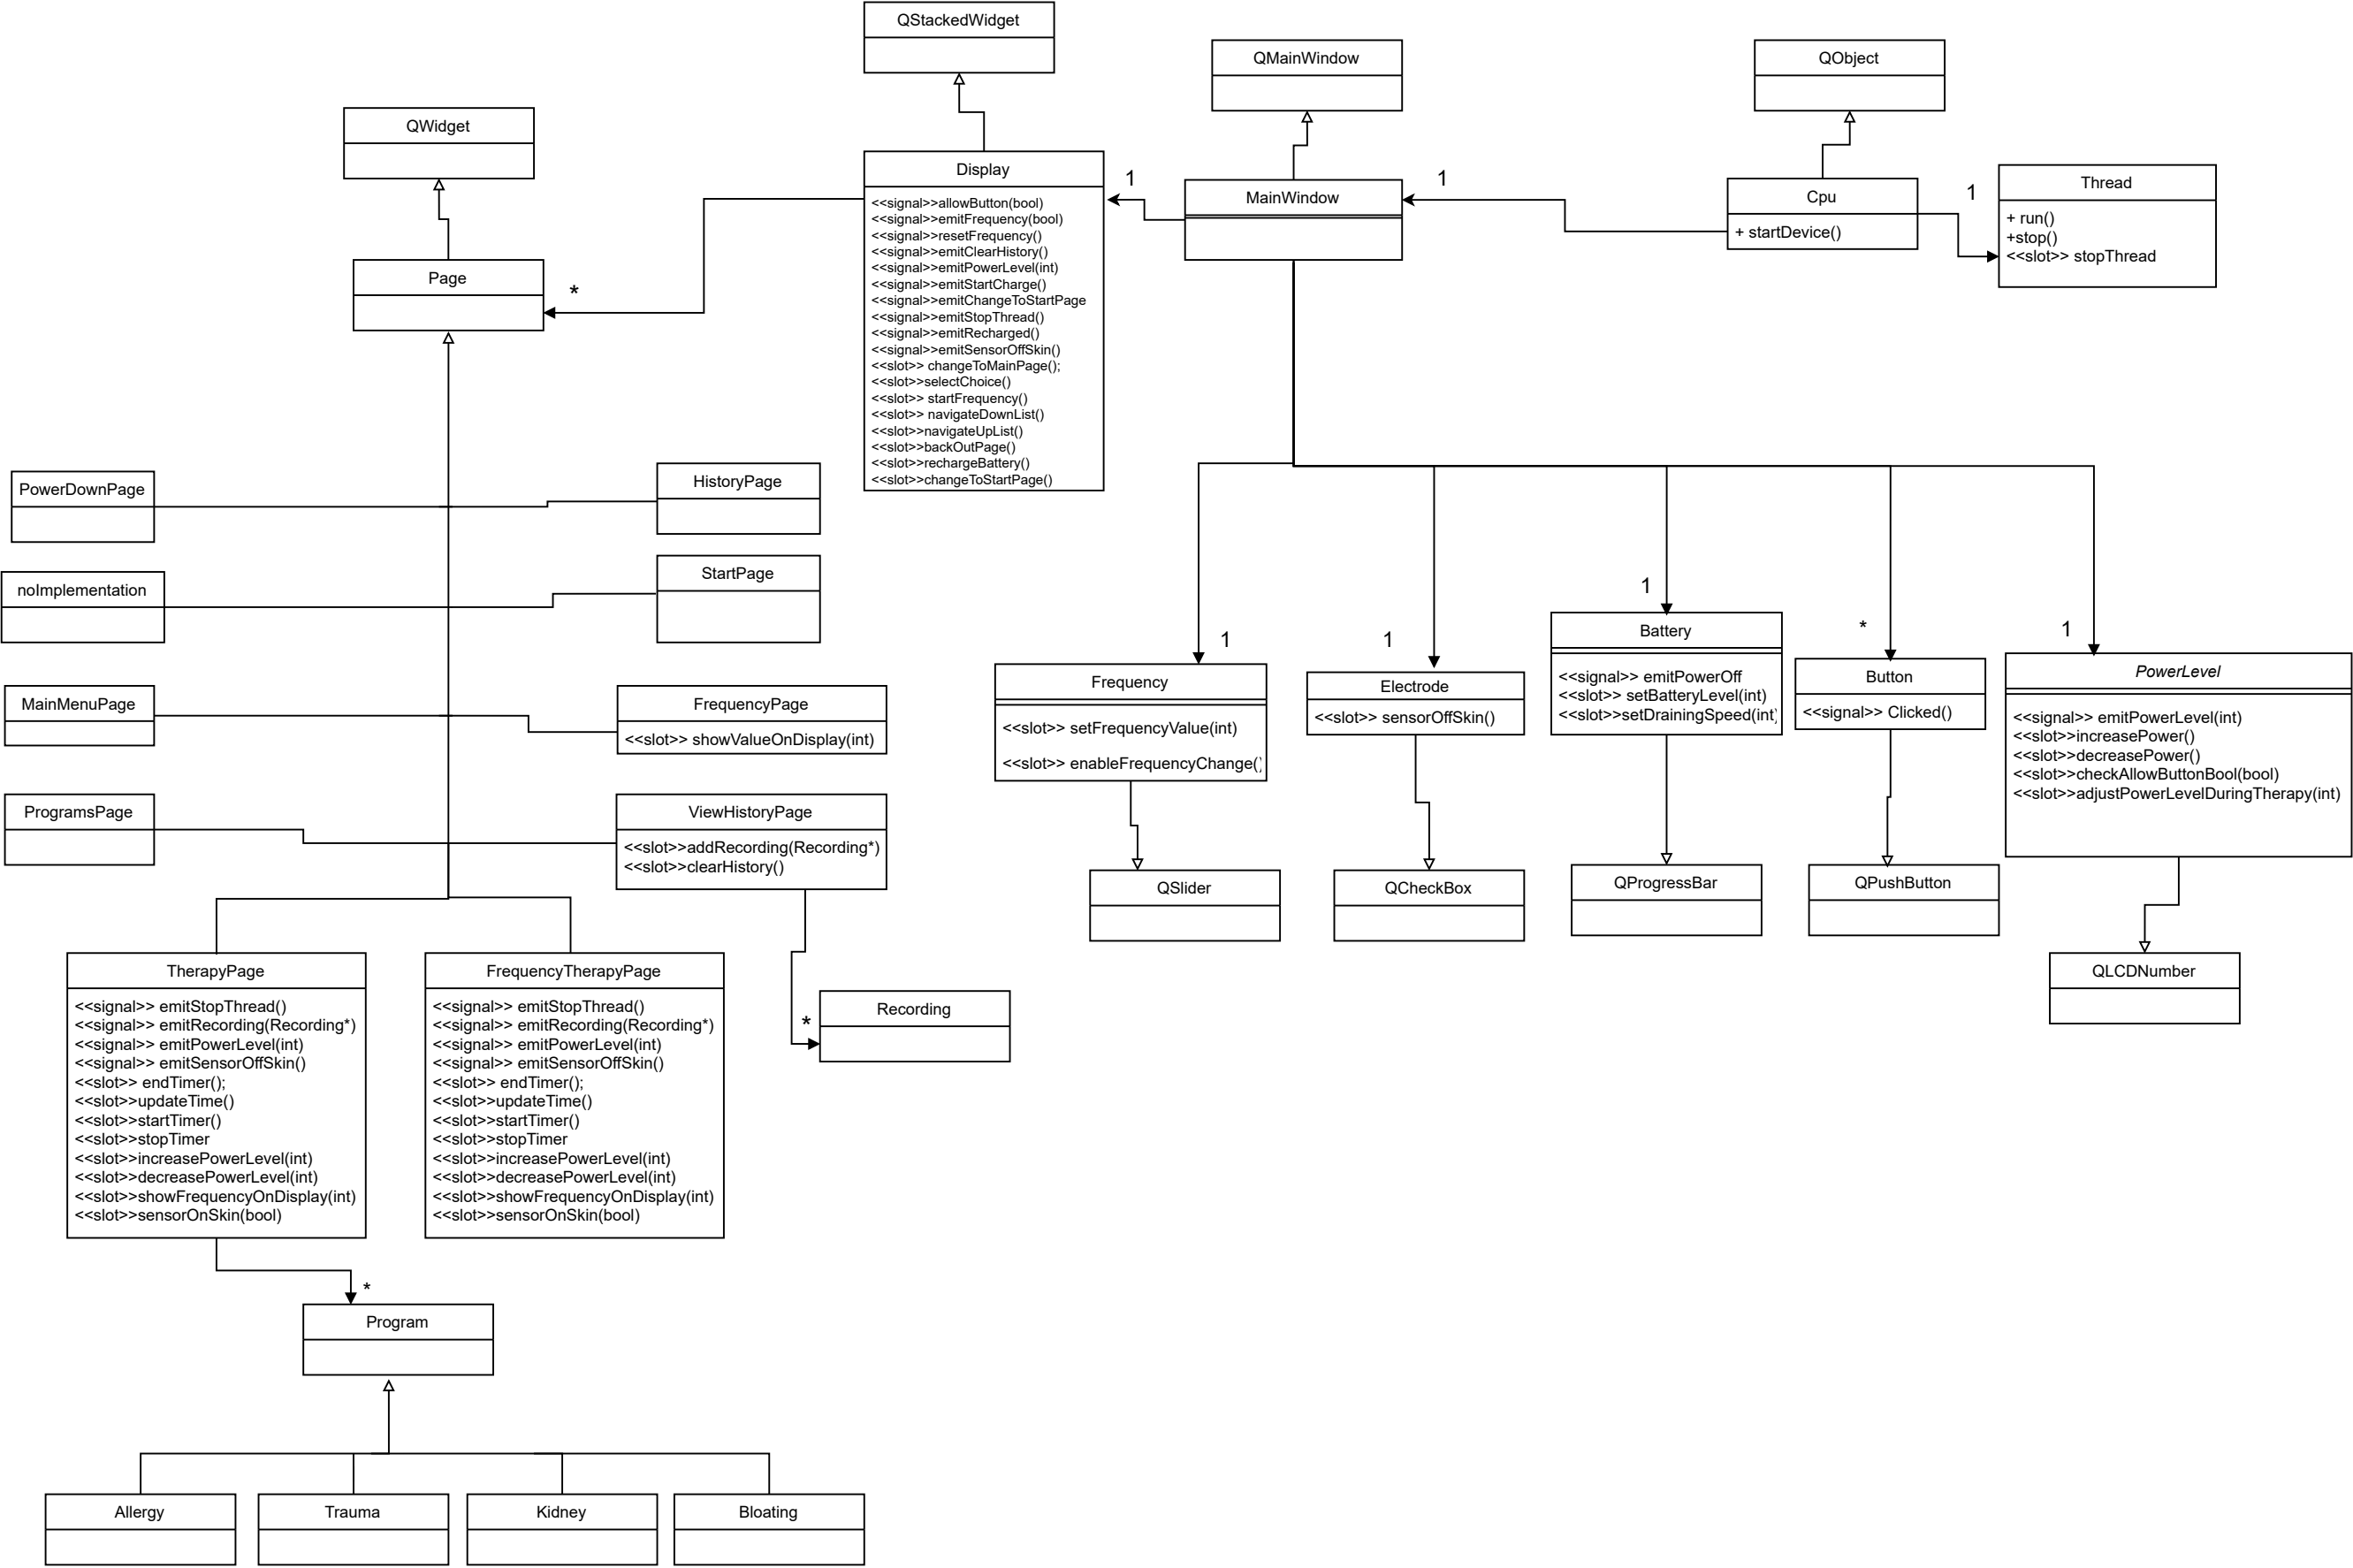 QStackedWidget
QMainWindow
QObject
QWidget
Display
<<signal>>allowButton(bool)
<<signal>>emitFrequency(bool)
<<signal>>resetFrequency()
<<signal>>emitClearHistory()
<<signal>>emitPowerLevel(int)
<<signal>>emitStartCharge()
<<signal>>emitChangeToStartPage
<<signal>>emitStopThread()
<<signal>>emitRecharged()
<<signal>>emitSensorOffSkin()
<<slot>> changeToMainPage();
<<slot>>selectChoice()
<<slot>> startFrequency()
<<slot>> navigateDownList()
<<slot>>navigateUpList()
<<slot>>backOutPage()
<<slot>>rechargeBattery()
<<slot>>changeToStartPage()
1
MainWindow
1
Cpu
+ startDevice()
1
Thread
+ run()
+stop()
<<slot>> stopThread
Page
*
PowerDownPage
HistoryPage
noImplementation
StartPage
MainMenuPage
FrequencyPage
<<slot>> showValueOnDisplay(int)
ProgramsPage
ViewHistoryPage
<<slot>>addRecording(Recording*)
<<slot>>clearHistory()
1
Frequency
<<slot>> setFrequencyValue(int)
<<slot>> enableFrequencyChange()
1
Electrode
<<slot>> sensorOffSkin()
1
Battery
<<signal>> emitPowerOff
<<slot>> setBatteryLevel(int)
<<slot>>setDrainingSpeed(int)
*
Button
<<signal>> Clicked()
1
PowerLevel
<<signal>> emitPowerLevel(int)
<<slot>>increasePower()
<<slot>>decreasePower()
<<slot>>checkAllowButtonBool(bool)
<<slot>>adjustPowerLevelDuringTherapy(int)
QSlider
QCheckBox
QProgressBar
QPushButton
QLCDNumber
TherapyPage
<<signal>> emitStopThread()
<<signal>> emitRecording(Recording*)
<<signal>> emitPowerLevel(int)
<<signal>> emitSensorOffSkin()
<<slot>> endTimer();
<<slot>>updateTime()
<<slot>>startTimer()
<<slot>>stopTimer
<<slot>>increasePowerLevel(int)
<<slot>>decreasePowerLevel(int)
<<slot>>showFrequencyOnDisplay(int)
<<slot>>sensorOnSkin(bool)
FrequencyTherapyPage
<<signal>> emitStopThread()
<<signal>> emitRecording(Recording*)
<<signal>> emitPowerLevel(int)
<<signal>> emitSensorOffSkin()
<<slot>> endTimer();
<<slot>>updateTime()
<<slot>>startTimer()
<<slot>>stopTimer
<<slot>>increasePowerLevel(int)
<<slot>>decreasePowerLevel(int)
<<slot>>showFrequencyOnDisplay(int)
<<slot>>sensorOnSkin(bool)
*
Recording
*
Program
Allergy
Trauma
Kidney
Bloating